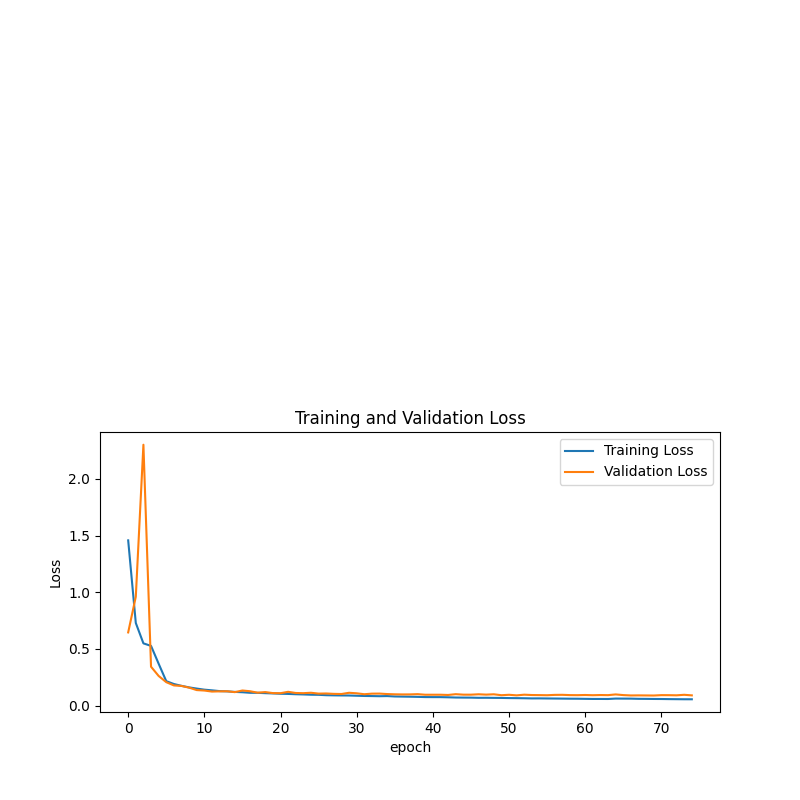 Training and Validation Loss
Training Loss
Validation Loss
2.0
1.5
1.0
0.5
0.0
Loss
0 10 20 30 40 50 60 70
epoch